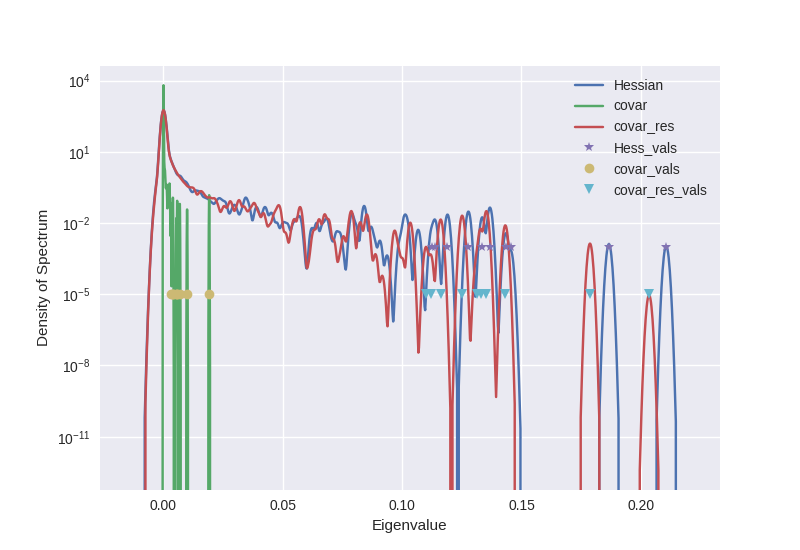 10^4
10^1
10^-2
10^-5
10^-8
10^-11
Density of Spectrum
Hessian
covar
covar_res
Hess_vals
covar_vals
covar_res_vals
0.00 0.05 0.10 0.15 0.20
Eigenvalue